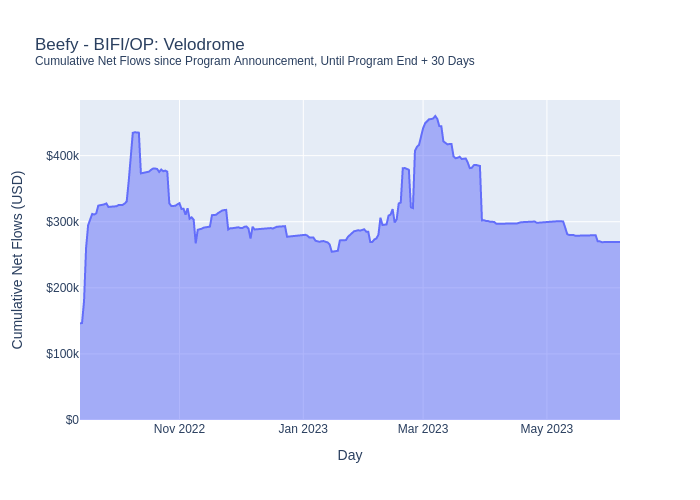 Beefy - BIFI/OP: Velodrome
Cumulative Net Flows since Program Announcement, Until Program End + 30 Days
Cumulative Net Flows (USD)
$400k
$300k
$200k
$100k
$0
Nov 2022
Jan 2023
Mar 2023
May 2023
Day